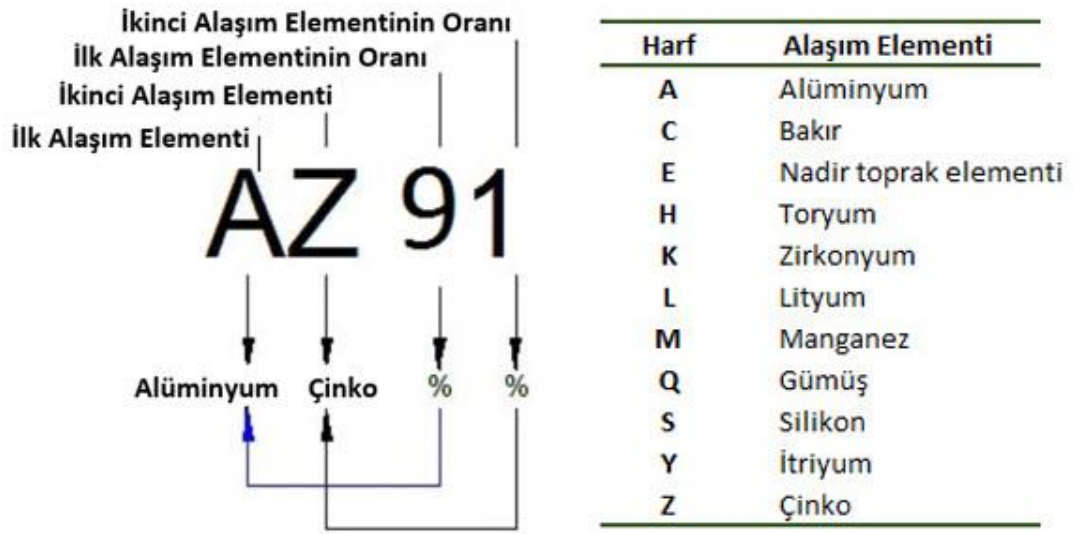 İkinci Alaşım Elementinin Oranı
İlk Alaşım Elementinin Oranı
İkinci Alaşım Elementi
İlk Alaşım Elementi
AZ 91
Alüminyum Çinko % %
Harf Alaşım Elementi
A Alüminyum
C Bakır
E Nadir toprak elementi
H Toryum
K Zirkonyum
L Lityum
M Manganez
Q Gümüş
S Silikon
Y İtriyum
Z Çinko